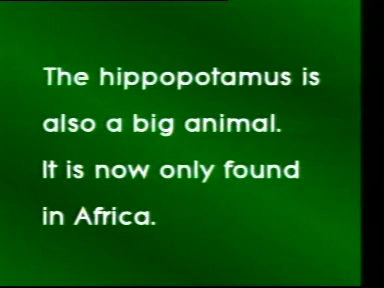 The hippopotamus is
also a big animal.
It is now only found
in Africa.